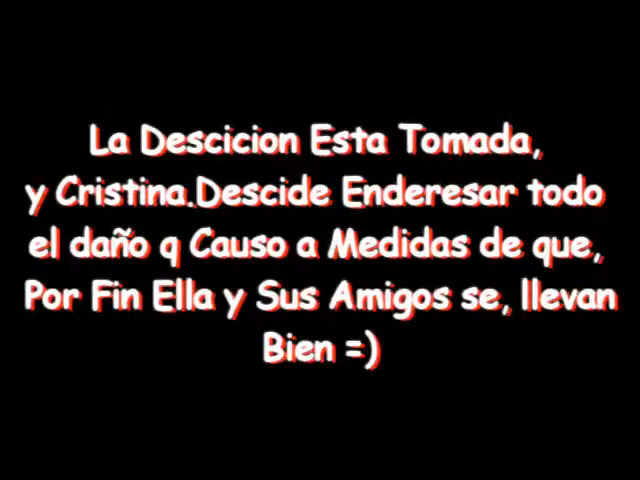 La Descicion Esta Tomada,
y Cristina.Descide Enderesar todo
el daño q Causo a Medidas de que,
Por Fin Ella y Sus Amigos se, llevan
Bien =)